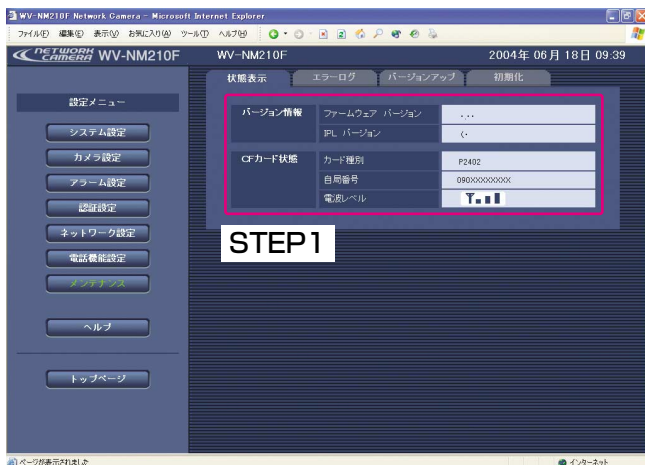 WV-NM210F Network Camera - Microsoft Internet Explorer
ファイル(F) 編集(E) 表示(V) お気に入り(A) ツール(T) ヘルプ(H)
NETWORK CAMERA WV-NM210F
WV-NM210F 2004年 06月 18日 09:39
状態表示 エラーログ バージョンアップ 初期化
設定メニュー
システム設定
カメラ設定
アラーム設定
認証設定
ネットワーク設定
電話機能設定
メンテナンス
ヘルプ
トップページ
バージョン情報 ファームウェア バージョン
IPL バージョン
CFカード状態 カード種別 P2402
自局番号 090XXXXXXXX
電波レベル
STEP1
ページが表示されました インターネット